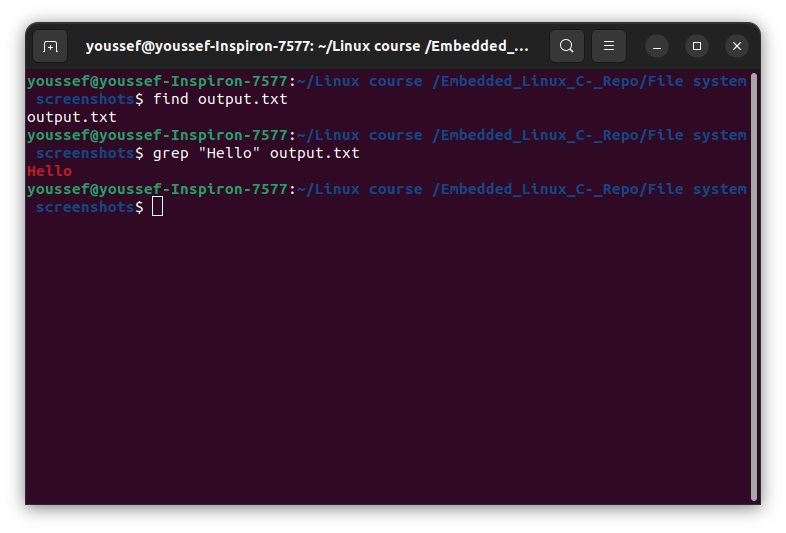 youssef@youssef-Inspiron-7577: ~/Linux course /Embedded_...
youssef@youssef-Inspiron-7577:~/Linux course /Embedded_Linux_C-_Repo/File system
 screenshots$ find output.txt
output.txt
youssef@youssef-Inspiron-7577:~/Linux course /Embedded_Linux_C-_Repo/File system
 screenshots$ grep "Hello" output.txt
Hello
youssef@youssef-Inspiron-7577:~/Linux course /Embedded_Linux_C-_Repo/File system
 screenshots$